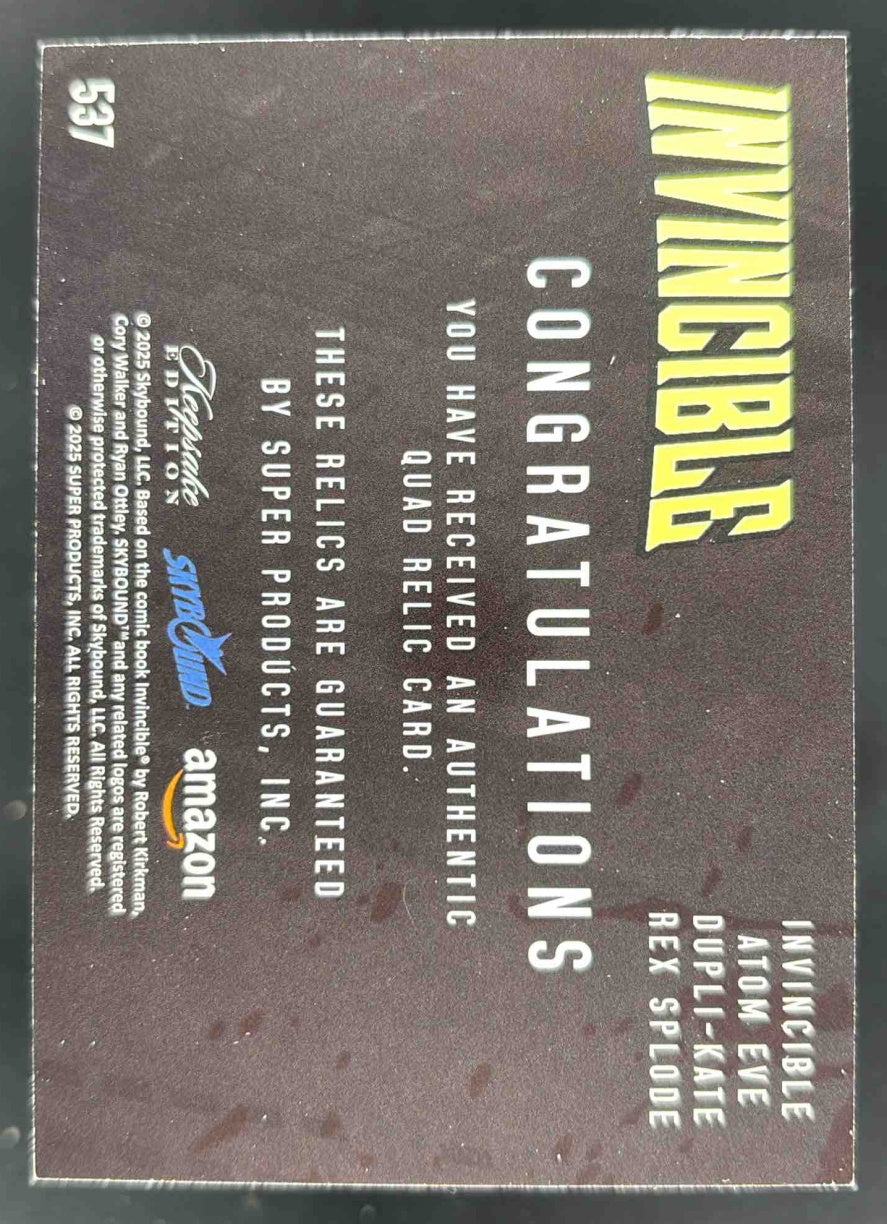 INVINCIBLE
INVINCIBLE
ATOM EVE
DUPLI-KATE
REX SPLODE
CONGRATULATIONS
YOU HAVE RECEIVED AN AUTHENTIC
QUAD RELIC CARD.
THESE RELICS ARE GUARANTEED
BY SUPER PRODUCTS, INC.
Keepsake
EDITION
SKYBOUND
amazon
© 2025 Skybound, LLC. Based on the comic book Invincible® by Robert Kirkman,
Cory Walker and Ryan Ottley, SKYBOUND™ and any related logos are registered
or otherwise protected trademarks of Skybound, LLC. All Rights Reserved.
© 2025 SUPER PRODUCTS, INC. ALL RIGHTS RESERVED.
537